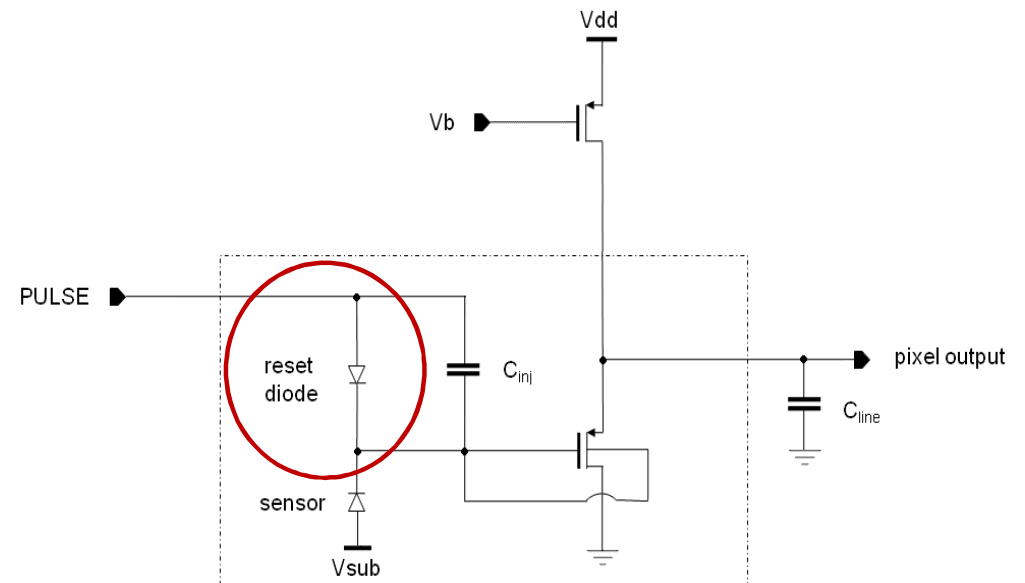 Vdd
Vb
PULSE
reset
diode
Cinj
pixel output
Cline
sensor
Vsub